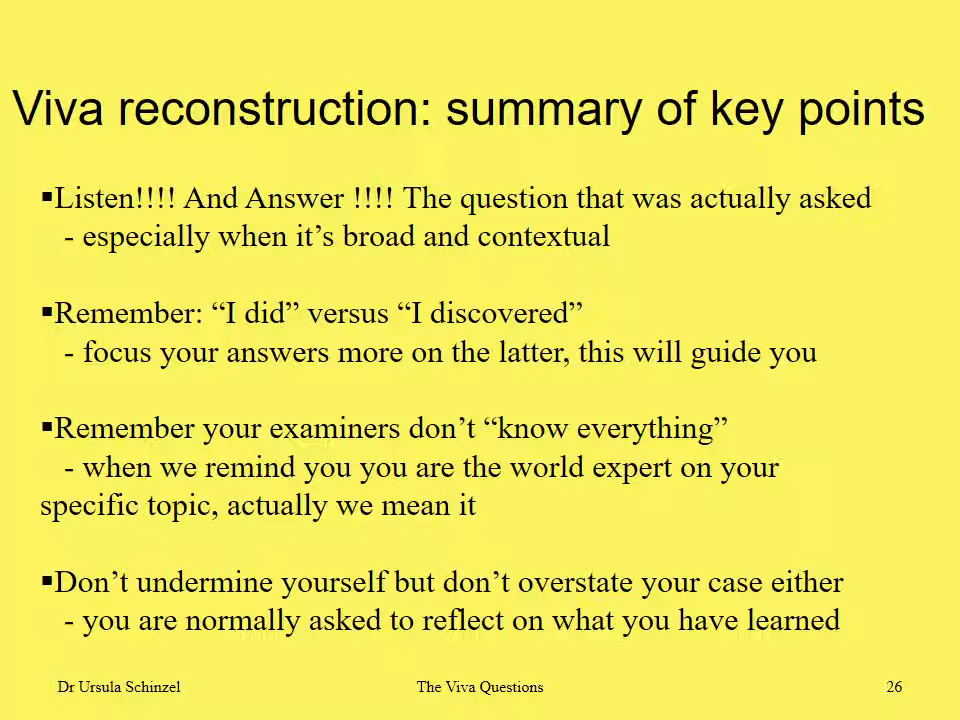 Viva reconstruction: summary of key points
▪Listen!!!! And Answer !!!! The question that was actually asked
- especially when it’s broad and contextual
▪Remember: “I did” versus “I discovered”
- focus your answers more on the latter, this will guide you
▪Remember your examiners don’t “know everything”
- when we remind you you are the world expert on your
specific topic, actually we mean it
▪Don’t undermine yourself but don’t overstate your case either
- you are normally asked to reflect on what you have learned
Dr Ursula Schinzel The Viva Questions 26